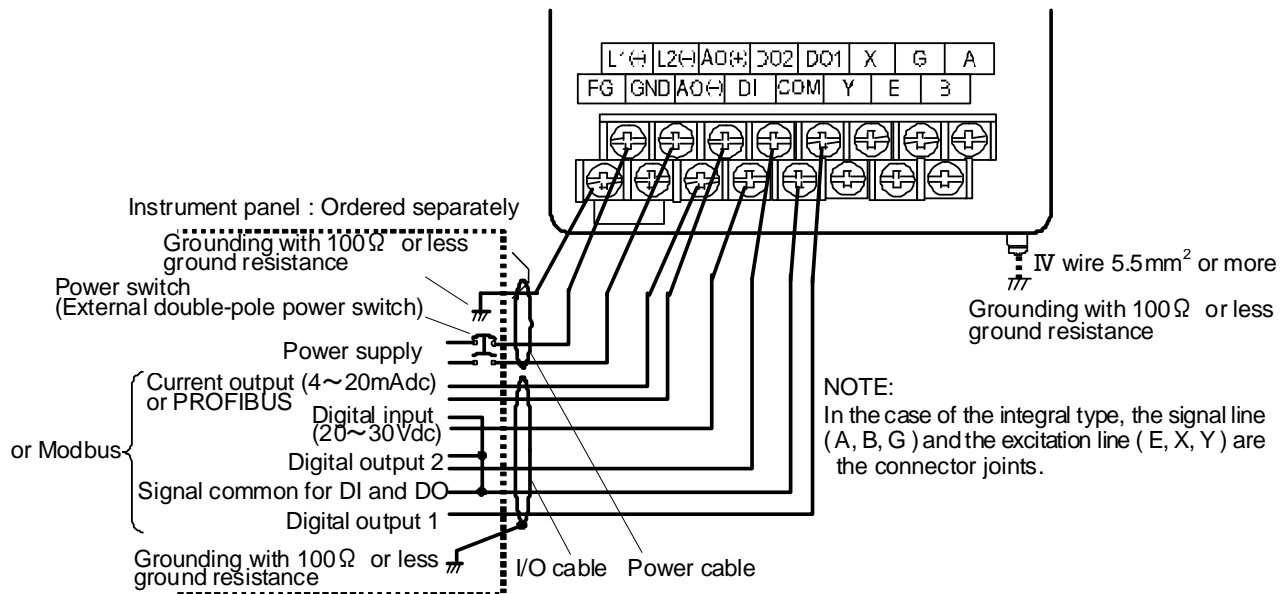 L1(+) L2(-) AO(+) DO2 DO1 X G A
FG GND AO(-) DI COM Y E B
Instrument panel : Ordered separately
Grounding with 100Ω or less
ground resistance
Power switch
(External double-pole power switch)
Power supply
Current output (4～20mAdc)
or PROFIBUS
Digital input
(20～30Vdc)
or Modbus
Digital output 2
Signal common for DI and DO
Digital output 1
Grounding with 100Ω or less
ground resistance
I/O cable Power cable
IV wire 5.5mm² or more
Grounding with 100Ω or less
ground resistance
NOTE:
In the case of the integral type, the signal line
( A, B, G ) and the excitation line ( E, X, Y ) are
the connector joints.